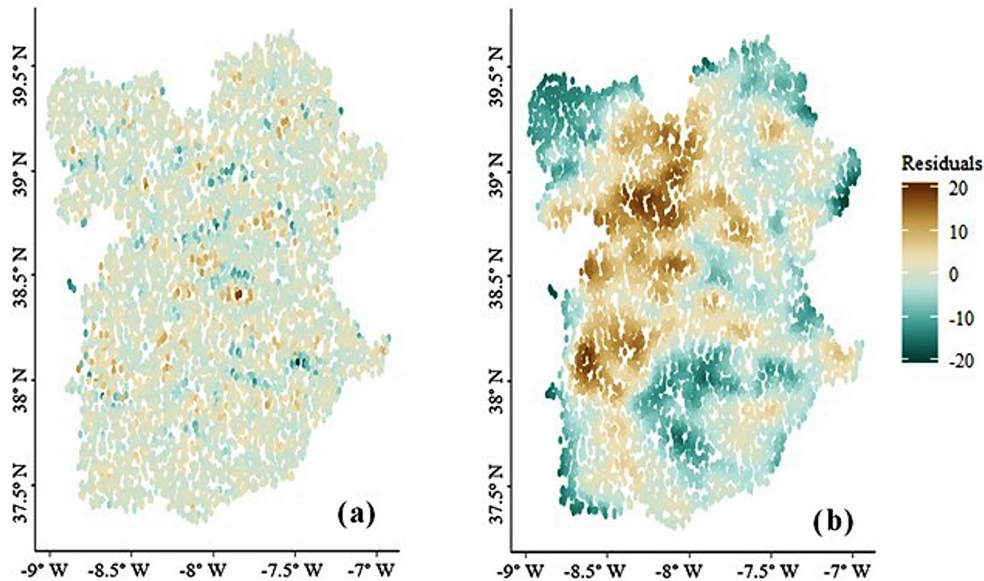 39.5° N
39° N
38.5° N
38° N
37.5° N
-9° W
-8.5° W
-8° W
-7.5° W
-7° W
(a)
39.5° N
39° N
38.5° N
38° N
37.5° N
-9° W
-8.5° W
-8° W
-7.5° W
-7° W
(b)
Residuals
20
10
0
-10
-20